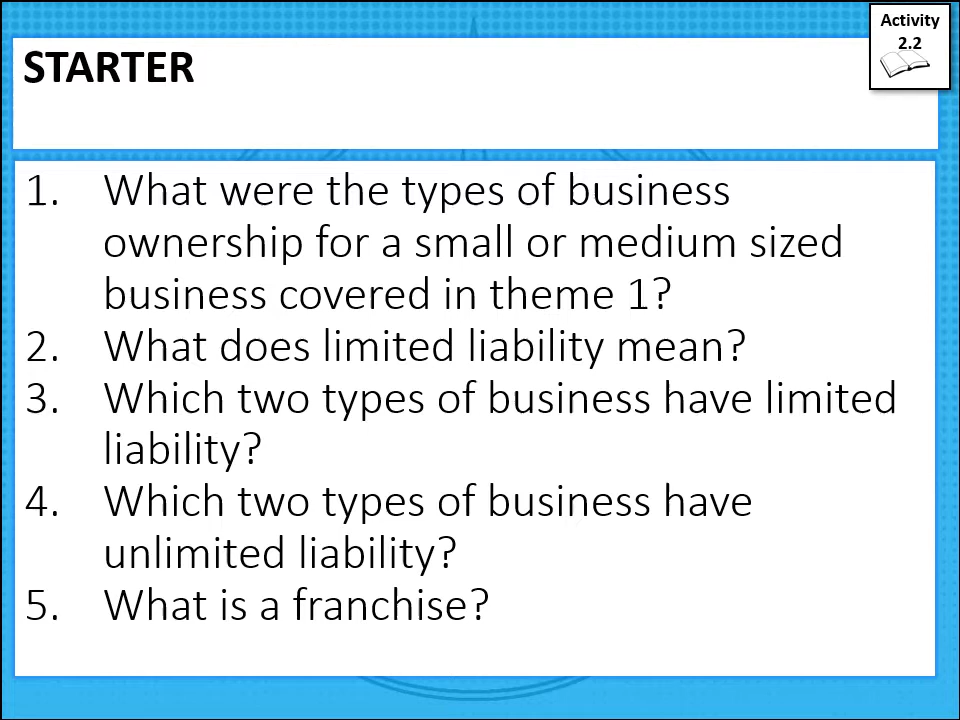 Activity
2.2
STARTER
1. What were the types of business
ownership for a small or medium sized
business covered in theme 1?
2. What does limited liability mean?
3. Which two types of business have limited
liability?
4. Which two types of business have
unlimited liability?
5. What is a franchise?